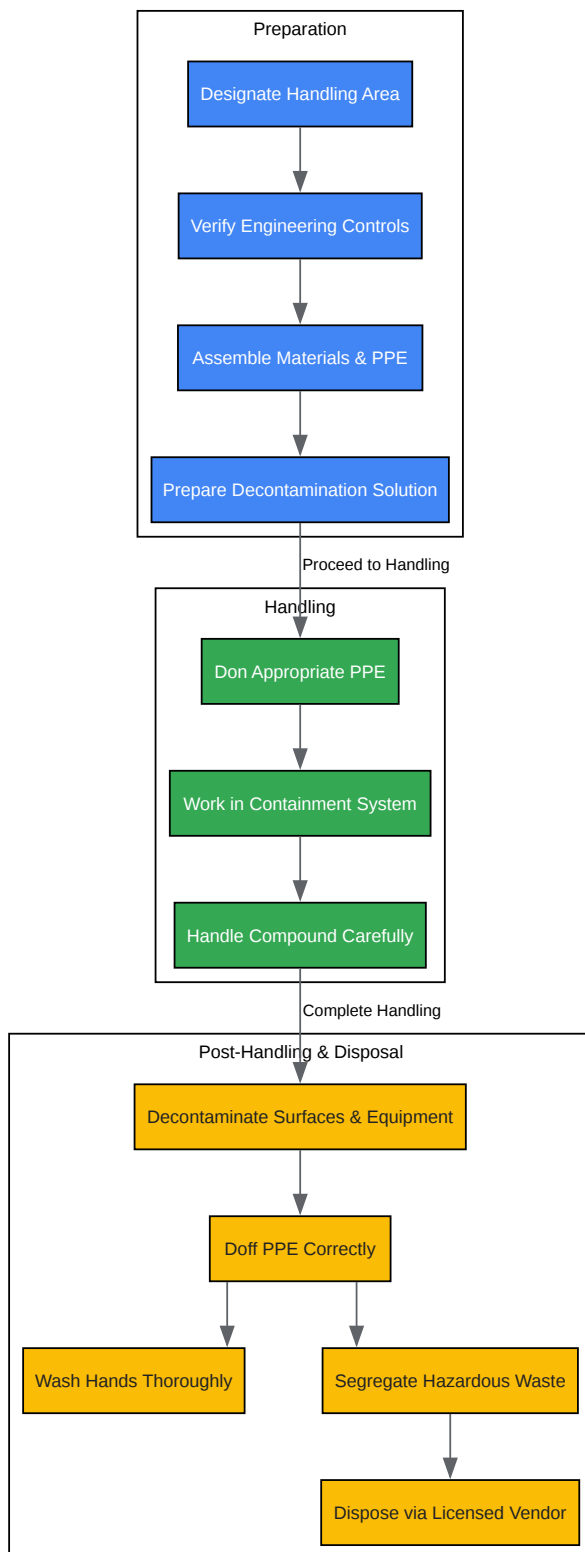 Preparation
Designate Handling Area
Verify Engineering Controls
Assemble Materials & PPE
Prepare Decontamination Solution
Proceed to Handling
Handling
Don Appropriate PPE
Work in Containment System
Handle Compound Carefully
Complete Handling
Post-Handling & Disposal
Decontaminate Surfaces & Equipment
Doff PPE Correctly
Wash Hands Thoroughly
Segregate Hazardous Waste
Dispose via Licensed Vendor